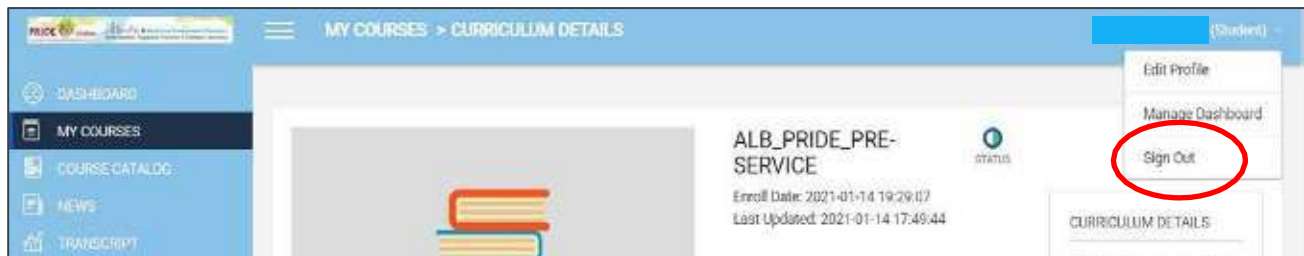 PRIDE
MY COURSES > CURRICULUM DETAILS
(Student)
Edit Profile
Manage Dashboard
Sign Out
DASHBOARD
MY COURSES
COURSE CATALOG
NEWS
TRANSCRIPT
ALB_PRIDE_PRE-
SERVICE
STATUS
Enroll Date: 2021-01-14 19:29:07
Last Updated: 2021-01-14 17:49:44
CURRICULUM DETAILS